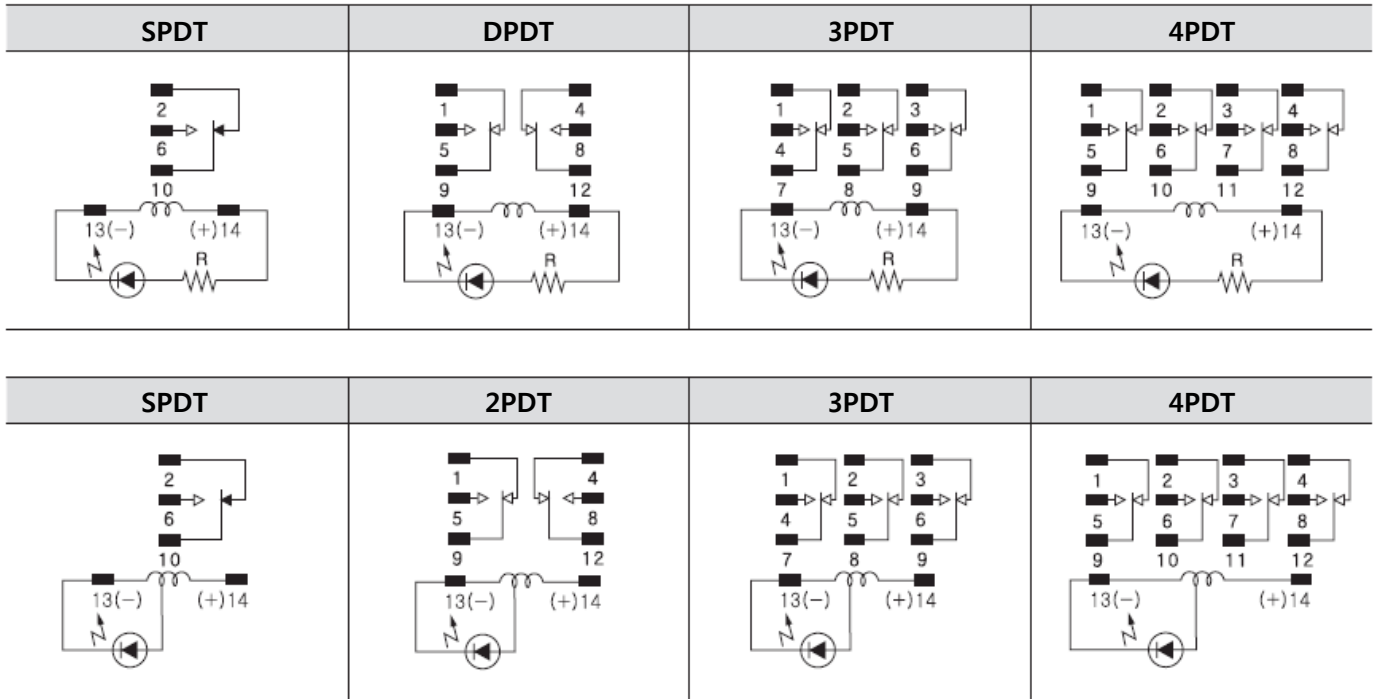 SPDT DPDT 3PDT 4PDT
2 1 4 1 2 3 1 2 3 4
6 5 8 4 5 6 5 6 7 8
10 9 12 7 8 9 9 10 11 12
13(−) (+)14 13(−) (+)14 13(−) (+)14 13(−) (+)14
R R R R
SPDT 2PDT 3PDT 4PDT
2 1 4 1 2 3 1 2 3 4
6 5 8 4 5 6 5 6 7 8
10 9 12 7 8 9 9 10 11 12
13(−) (+)14 13(−) (+)14 13(−) (+)14 13(−) (+)14